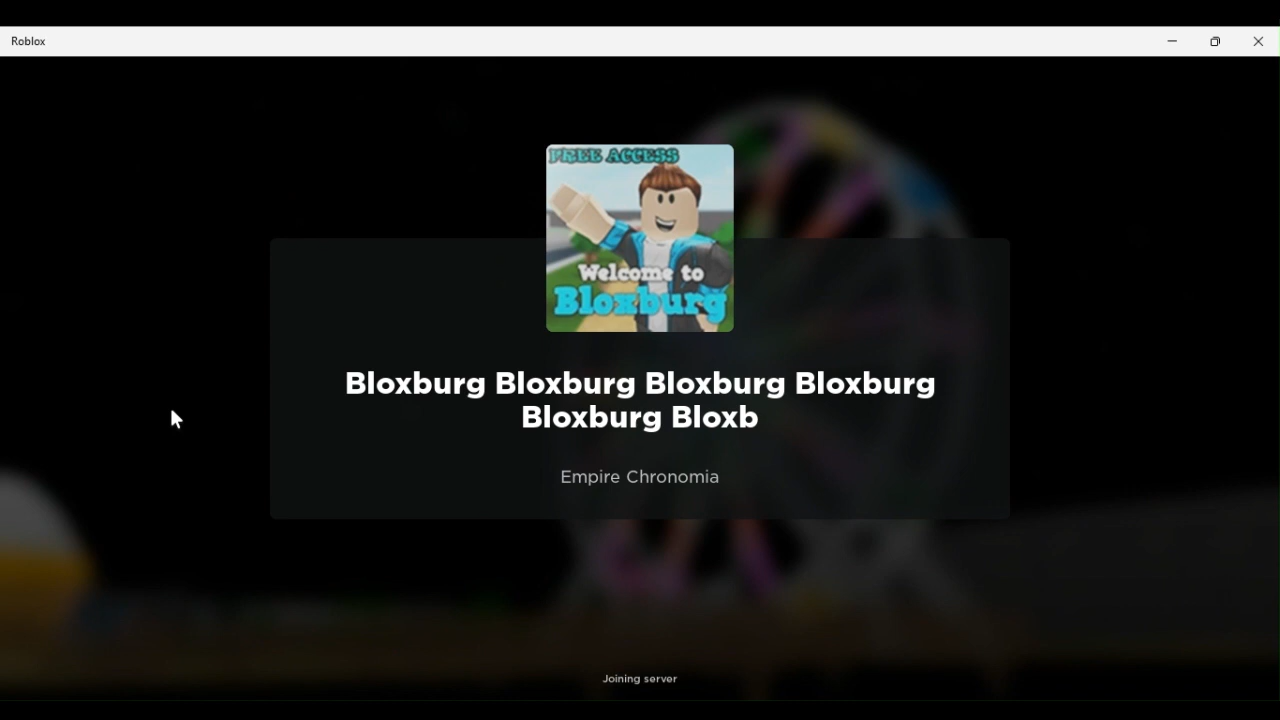 Roblox
FREE ACCESS
Welcome to
Bloxburg
Bloxburg Bloxburg Bloxburg Bloxburg
Bloxburg Bloxb
Empire Chronomia
Joining server